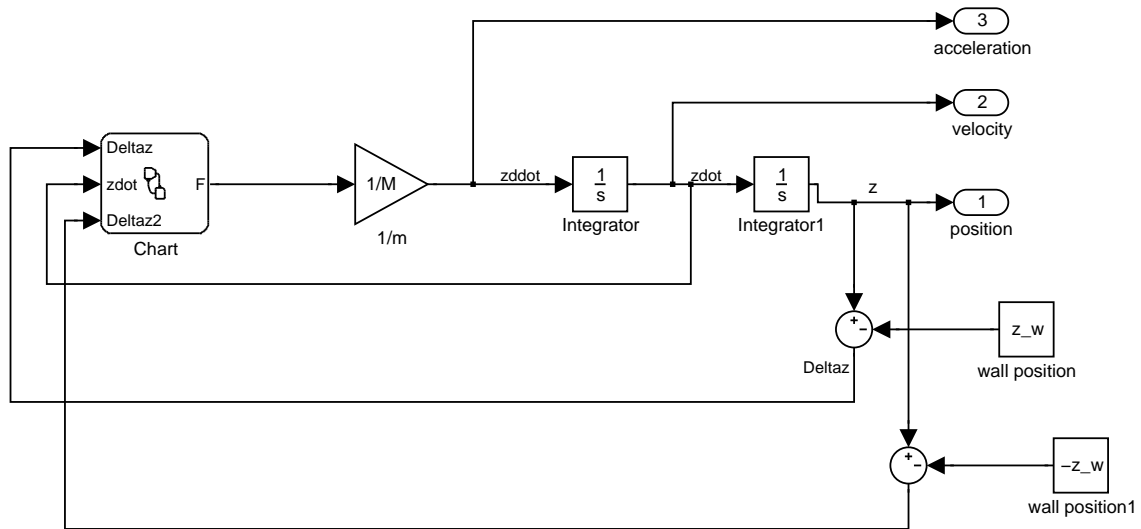 3
acceleration
2
velocity
Deltaz
zdot
Deltaz2
F
Chart
1/M
1/m
zddot
1
s
Integrator
zdot
1
s
Integrator1
z
1
position
+
−
z_w
wall position
Deltaz
+
−
−z_w
wall position1